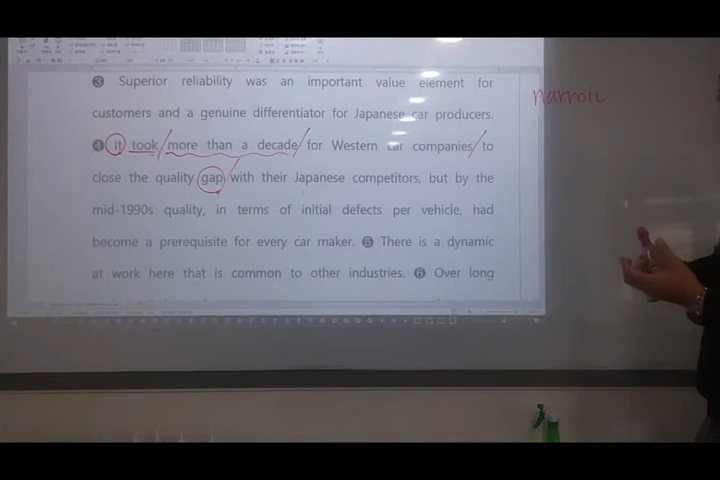 ❸ Superior reliability was an important value element for
customers and a genuine differentiator for Japanese car producers.
❹ It took more than a decade for Western car companies to
close the quality gap with their Japanese competitors, but by the
mid-1990s quality, in terms of initial defects per vehicle, had
become a prerequisite for every car maker. ❺ There is a dynamic
at work here that is common to other industries. ❻ Over long
narrow